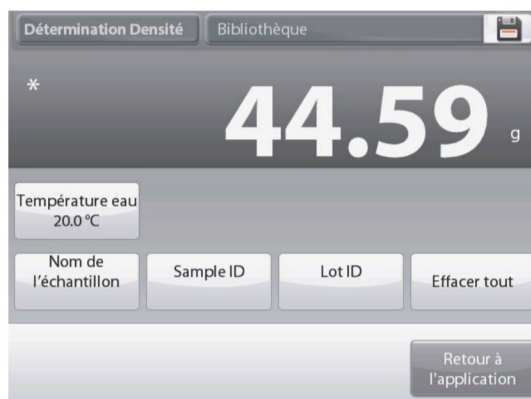 Détermination Densité Bibliothèque
*
44.59 g
Température eau
20.0 °C
Nom de
l'échantillon
Sample ID
Lot ID
Effacer tout
Retour à
l'application